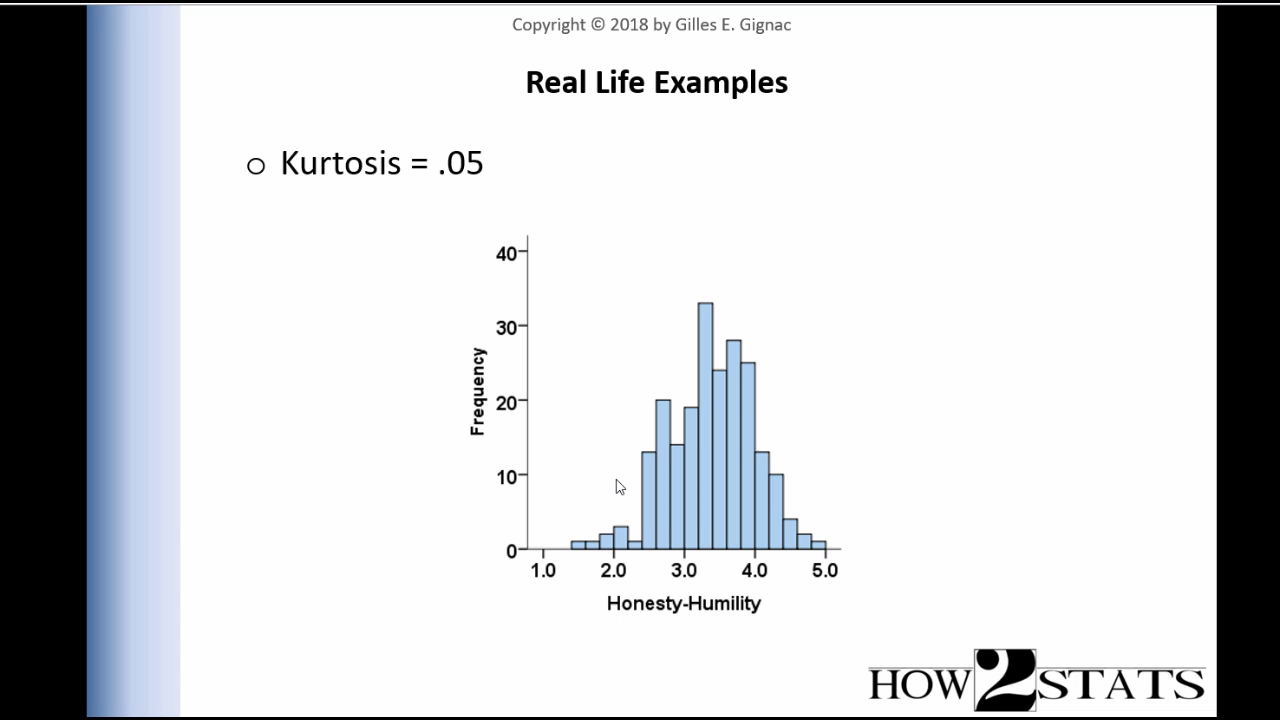 Copyright © 2018 by Gilles E. Gignac
Real Life Examples
o Kurtosis = .05
40
30
20
10
0
Frequency
1.0 2.0 3.0 4.0 5.0
Honesty-Humility
HOW2STATS